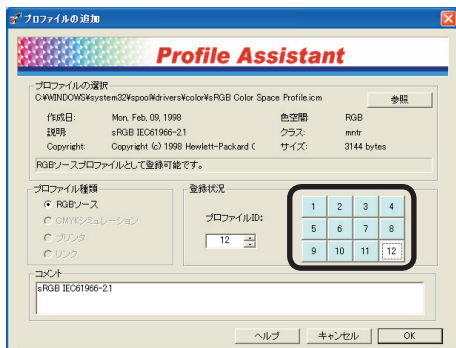 プロファイルの追加
Profile Assistant
プロファイルの選択
C:¥WINDOWS¥system32¥spool¥drivers¥color¥sRGB Color Space Profile.icm
参照
作成日: Mon, Feb, 09, 1998 色空間: RGB
説明: sRGB IEC61966-2.1 クラス: mntr
Copyright: Copyright (c) 1998 Hewlett-Packard C サイズ: 3144 bytes
RGBソースプロファイルとして登録可能です。
プロファイル種類
RGBソース
CMYKシミュレーション
プリンタ
リンク
登録状況
プロファイルID:
12
1 2 3 4
5 6 7 8
9 10 11 12
コメント
sRGB IEC61966-2.1
ヘルプ キャンセル OK